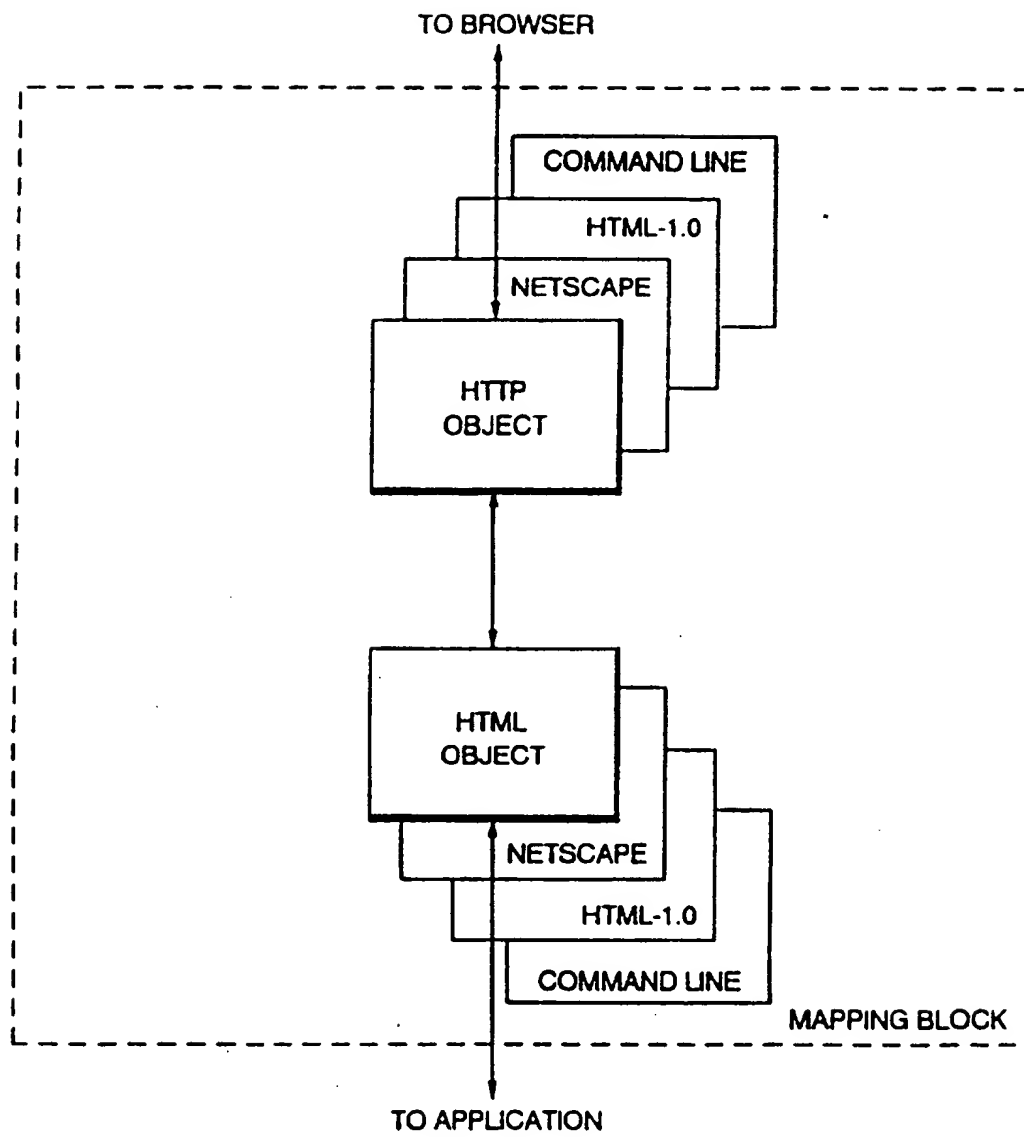 TO BROWSER
COMMAND LINE
HTML-1.0
NETSCAPE
HTTP
OBJECT
HTML
OBJECT
NETSCAPE
HTML-1.0
COMMAND LINE
MAPPING BLOCK
TO APPLICATION